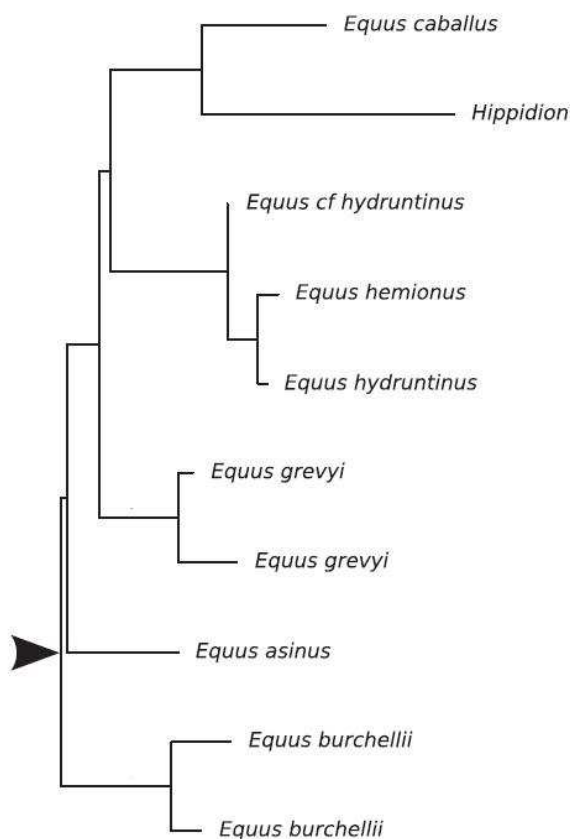 Equus caballus
Hippidion
Equus cf hydruntinus
Equus hemionus
Equus hydruntinus
Equus grevyi
Equus grevyi
Equus asinus
Equus burchellii
Equus burchellii